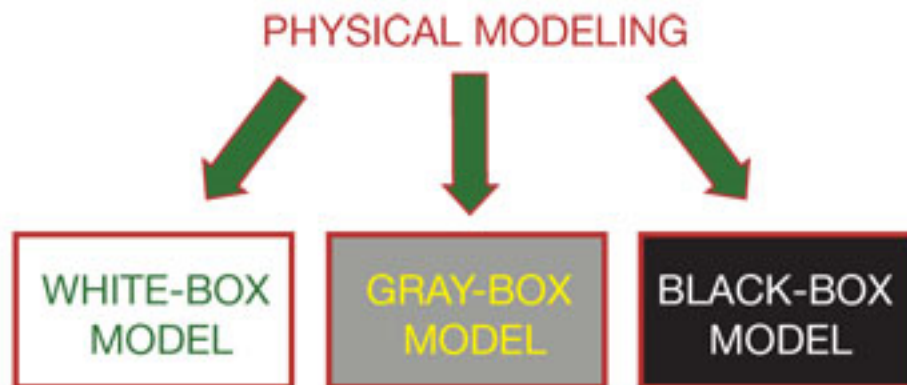 PHYSICAL MODELING
WHITE-BOX
MODEL
GRAY-BOX
MODEL
BLACK-BOX
MODEL